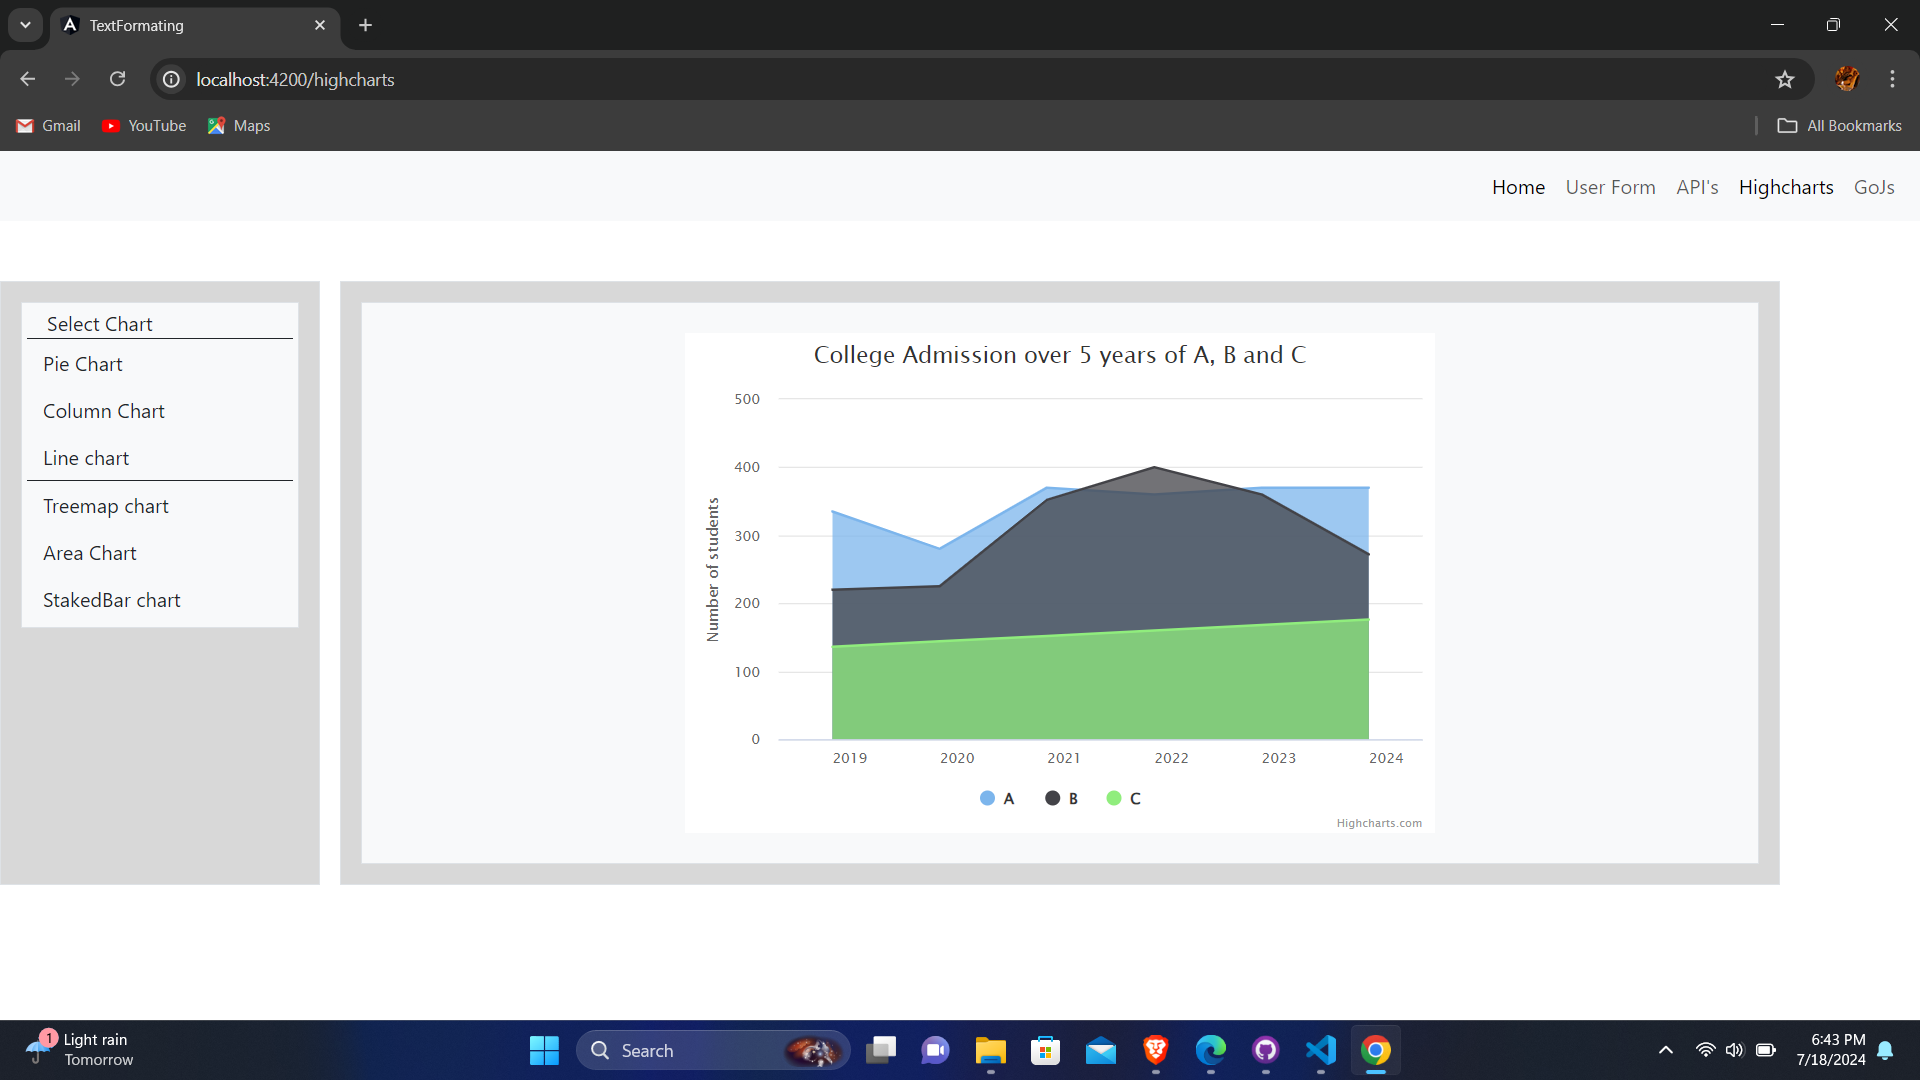 TextFormating
localhost:4200/highcharts
Gmail YouTube Maps All Bookmarks
Home User Form API's Highcharts GoJs
Select Chart
Pie Chart
Column Chart
Line chart
Treemap chart
Area Chart
StakedBar chart
College Admission over 5 years of A, B and C
Number of students
500
400
300
200
100
0
2019 2020 2021 2022 2023 2024
A B C
Highcharts.com
1
Light rain
Tomorrow
Search
6:43 PM
7/18/2024